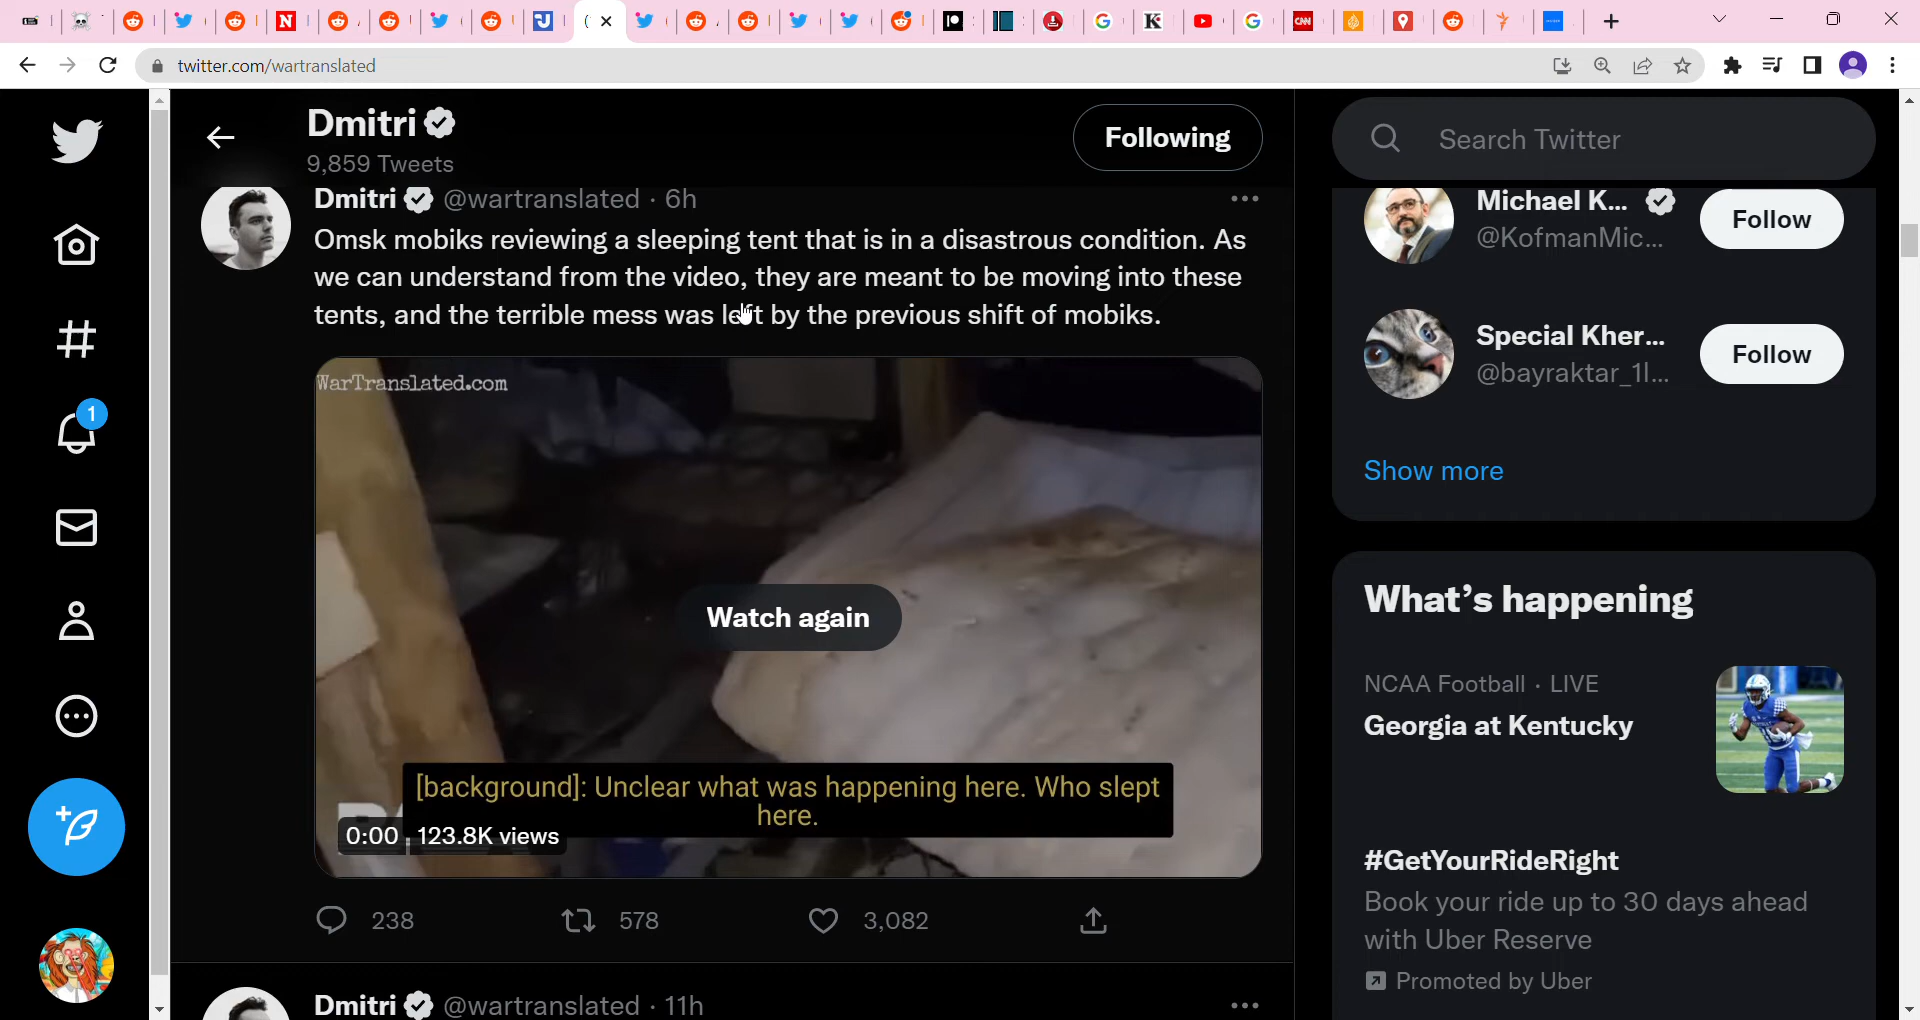 twitter.com/wartranslated
Dmitri
9,859 Tweets
Following
Search Twitter
Dmitri @wartranslated · 6h
Omsk mobiks reviewing a sleeping tent that is in a disastrous condition. As
we can understand from the video, they are meant to be moving into these
tents, and the terrible mess was left by the previous shift of mobiks.
WarTranslated.com
Watch again
[background]: Unclear what was happening here. Who slept
here.
0:00 123.8K views
238 578 3,082
Dmitri @wartranslated · 11h
1
Michael K...
@KofmanMic...
Follow
Special Kher...
@bayraktar_1l...
Follow
Show more
What's happening
NCAA Football · LIVE
Georgia at Kentucky
#GetYourRideRight
Book your ride up to 30 days ahead
with Uber Reserve
Promoted by Uber